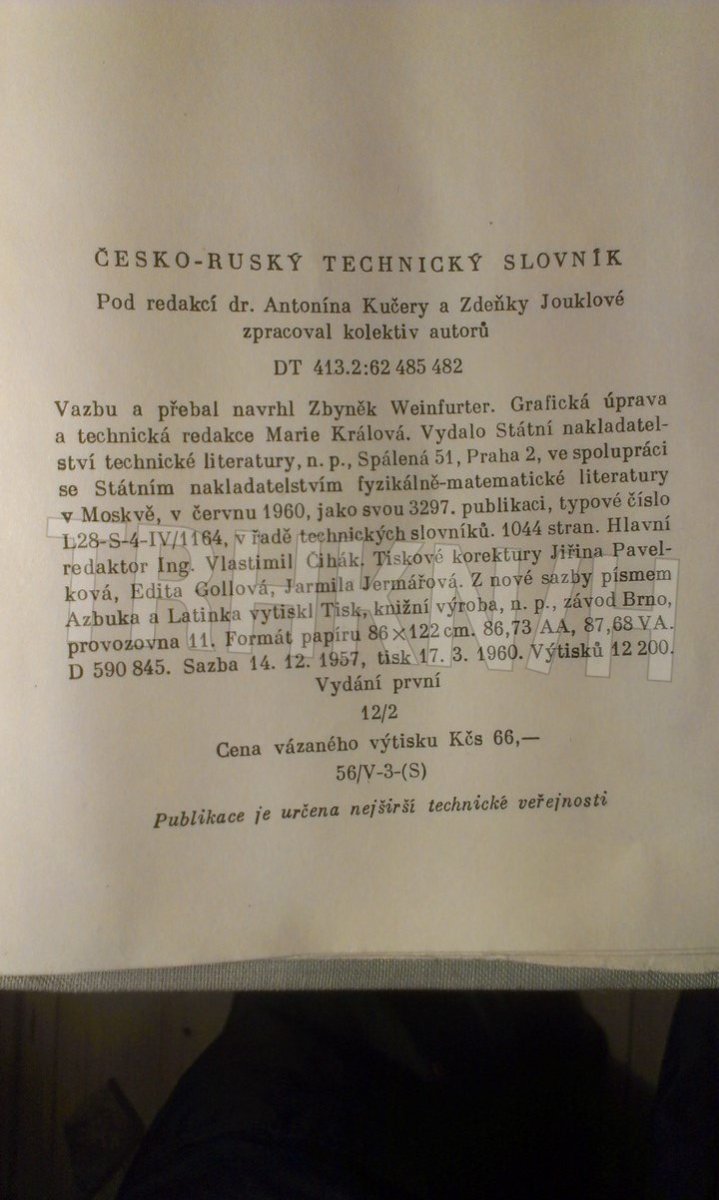 ČESKO-RUSKÝ TECHNICKÝ SLOVNÍK
Pod redakcí dr. Antonína Kučery a Zdeňky Jouklové
zpracoval kolektiv autorů
DT 413.2:62 485 482
Vazbu a přebal navrhl Zbyněk Weinfurter. Grafická úprava
a technická redakce Marie Králová. Vydalo Státní nakladatel-
ství technické literatury, n. p., Spálená 51, Praha 2, ve spolupráci
se Státním nakladatelstvím fyzikálně-matematické literatury
v Moskvě, v červnu 1960, jako svou 3297. publikaci, typové číslo
L28-S-4-IV/1164, v řadě technických slovníků. 1044 stran. Hlavní
redaktor Ing. Vlastimil Čihák. Tiskové korektury Jiřina Pavel-
ková, Edita Gollová, Jarmila Jermářová. Z nové sazby písmem
Azbuka a Latinka vytiskl Tisk, knižní výroba, n. p., závod Brno,
provozovna 11. Formát papíru 86×122 cm. 86,73 AA, 87,68 VA.
D 590 845. Sazba 14. 12. 1957, tisk 17. 3. 1960. Výtisků 12 200.
Vydání první
12/2
Cena vázaného výtisku Kčs 66,—
56/V-3-(S)
Publikace je určena nejširší technické veřejnosti